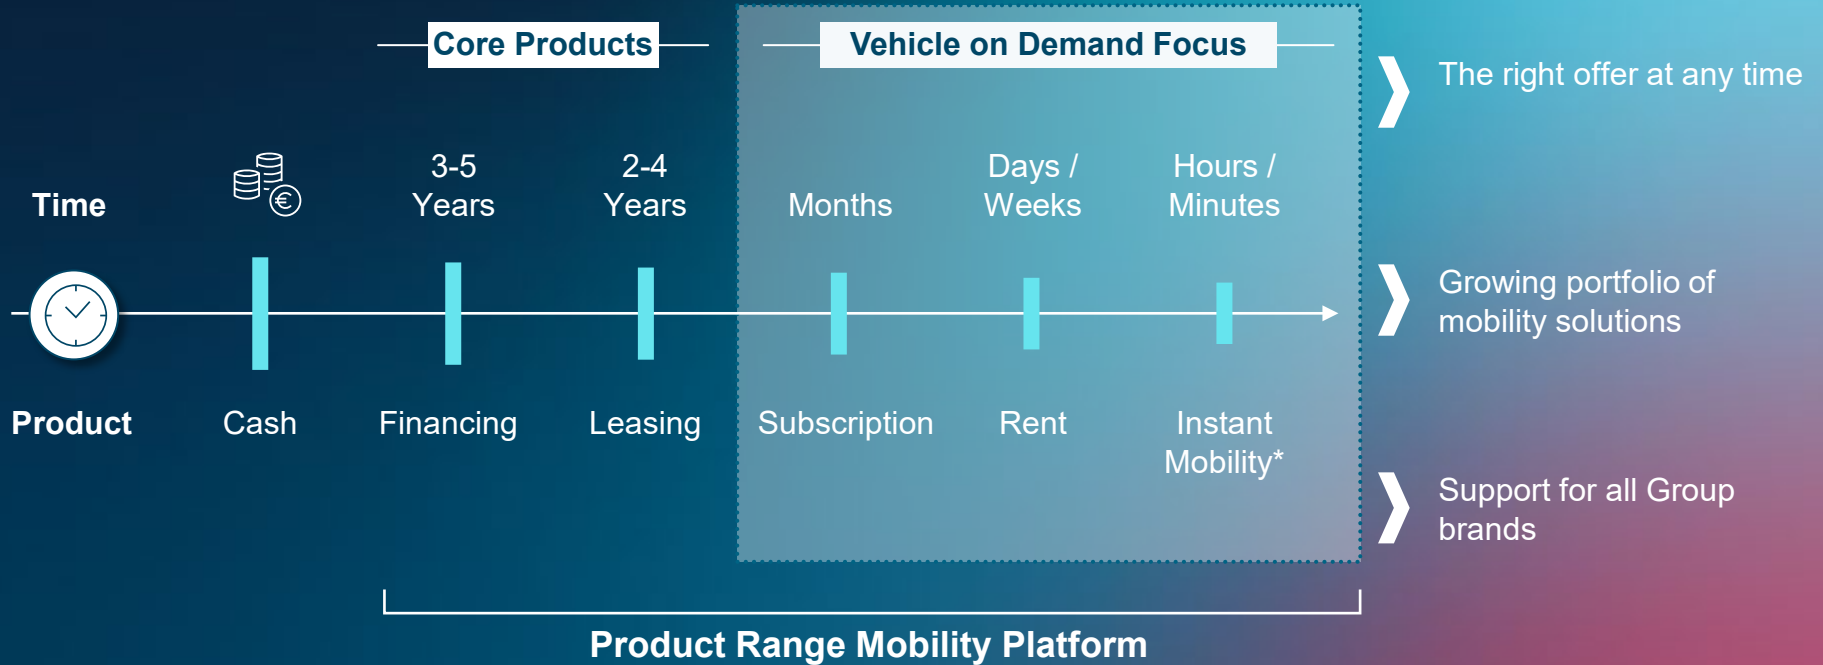 Core Products
Vehicle on Demand Focus
The right offer at any time
Time
3-5
Years
2-4
Years
Months
Days /
Weeks
Hours /
Minutes
€
Growing portfolio of
mobility solutions
Product
Cash
Financing
Leasing
Subscription
Rent
Instant
Mobility*
Support for all Group
brands
Product Range Mobility Platform